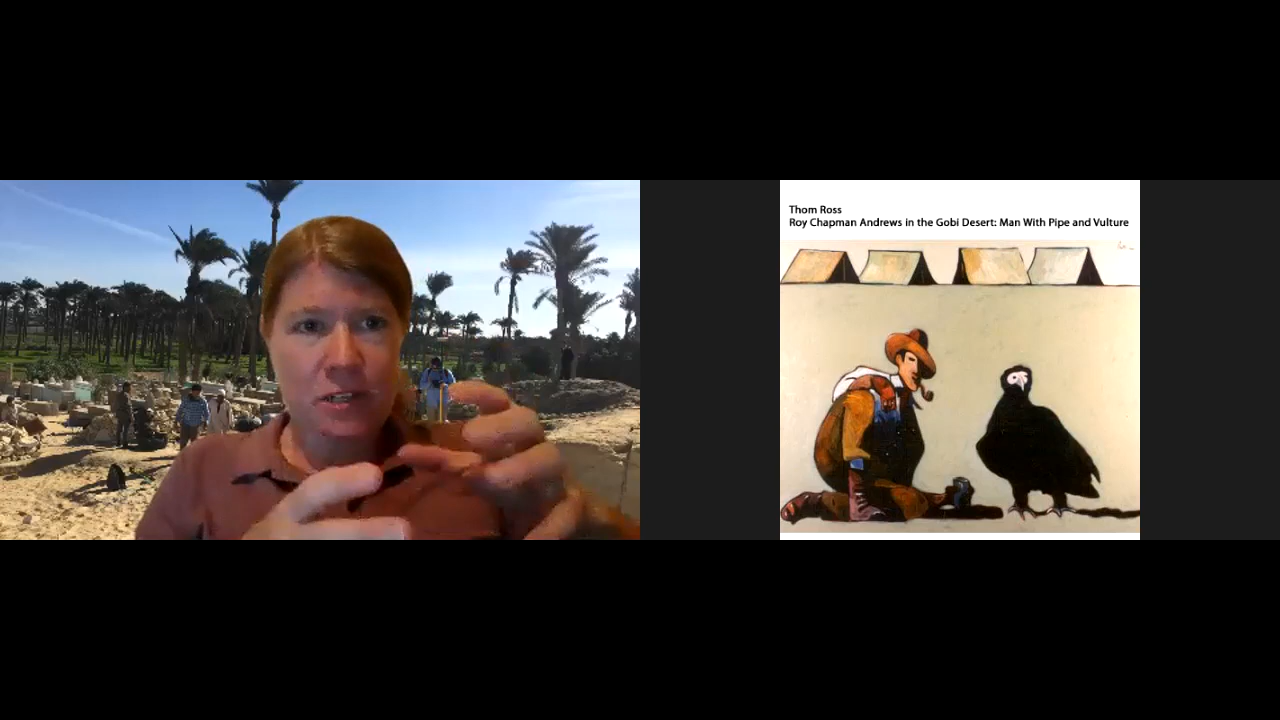 Thom Ross
Roy Chapman Andrews in the Gobi Desert: Man With Pipe and Vulture